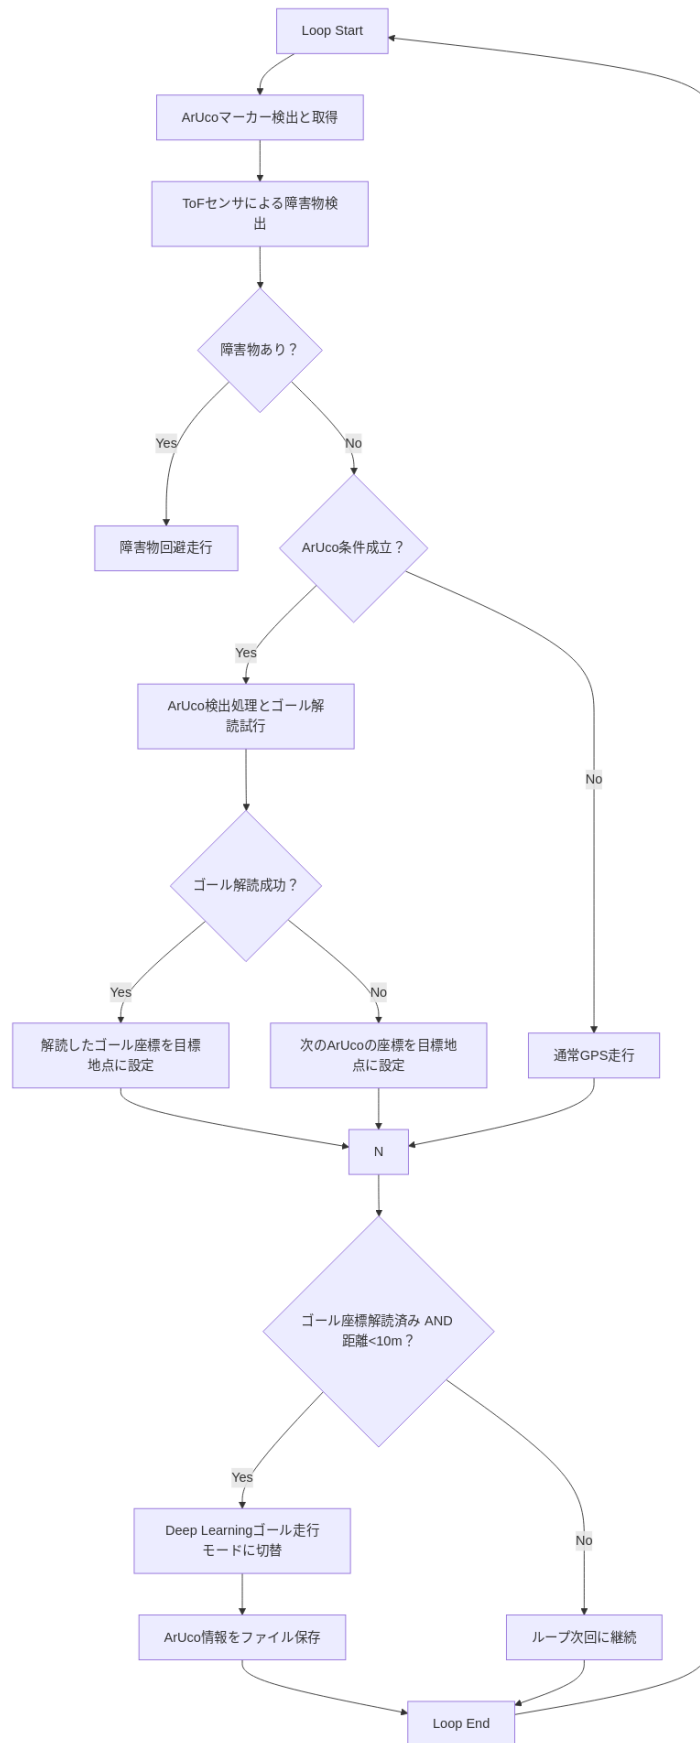 Loop Start
ArUcoマーカー検出と取得
ToFセンサによる障害物検
出
障害物あり？
Yes
No
障害物回避走行
ArUco条件成立？
Yes
ArUco検出処理とゴール解
読試行
No
ゴール解読成功？
Yes
No
解読したゴール座標を目標
地点に設定
次のArUcoの座標を目標地
点に設定
通常GPS走行
N
ゴール座標解読済み AND
距離<10m？
Yes
No
Deep Learningゴール走行
モードに切替
ArUco情報をファイル保存
ループ次回に継続
Loop End